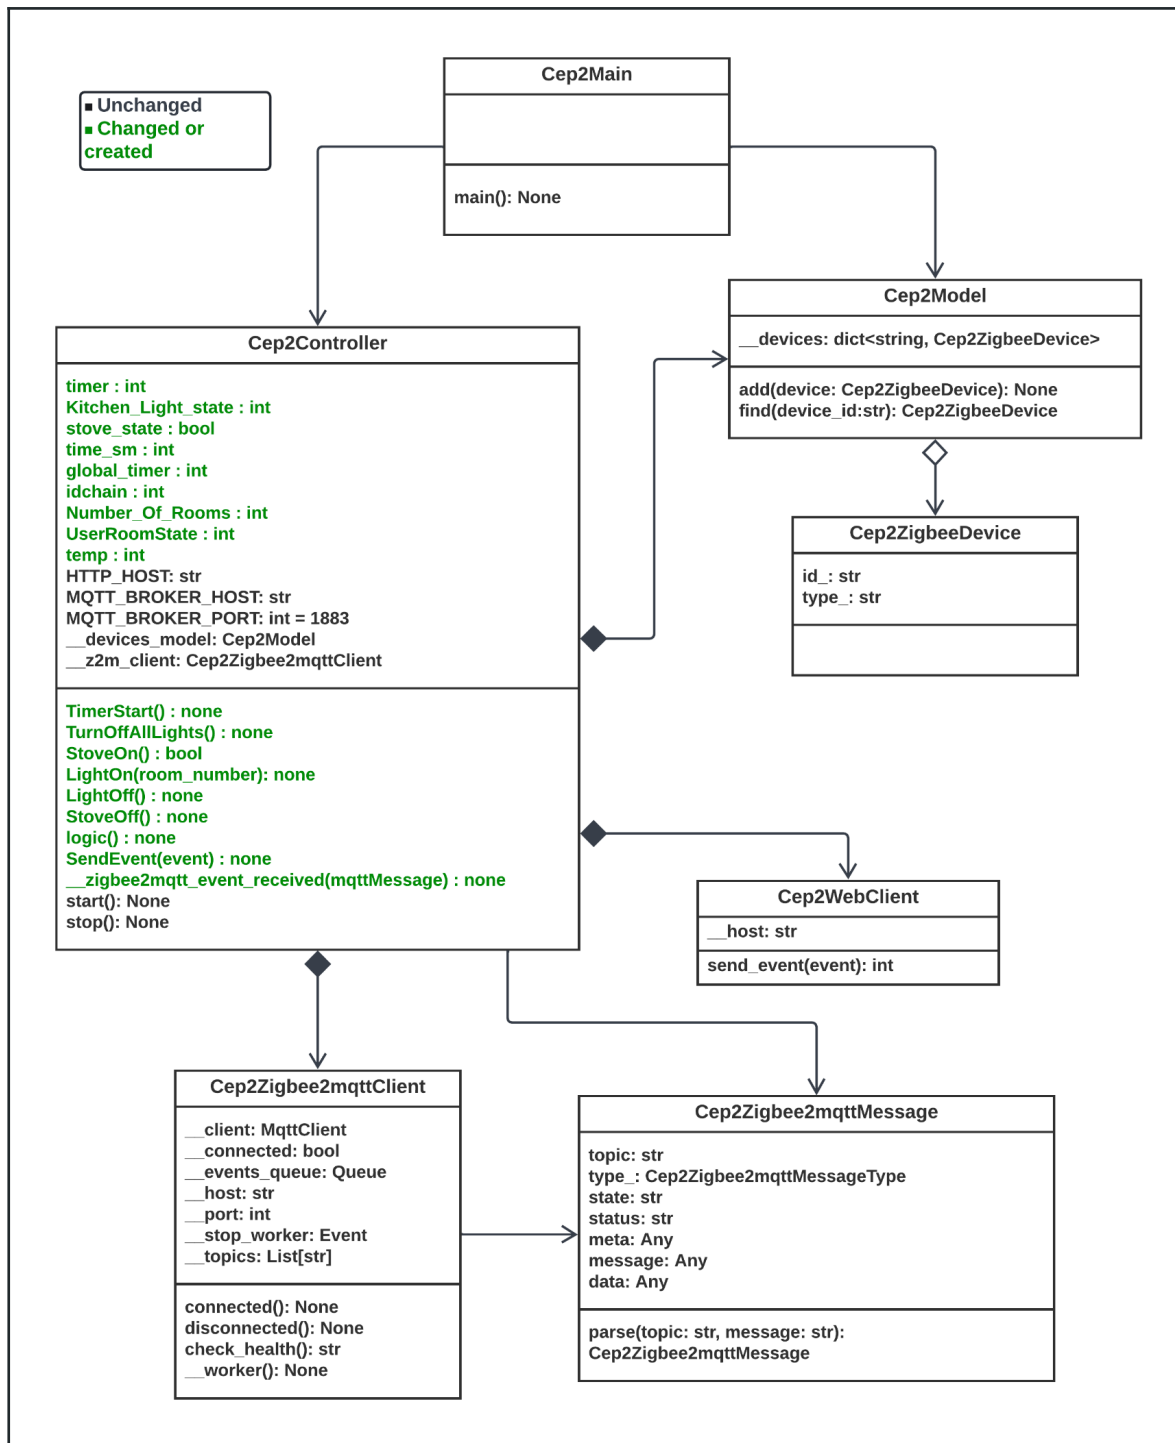 ■ Unchanged
■ Changed or
created
Cep2Main
main(): None
Cep2Model
__devices: dict<string, Cep2ZigbeeDevice>
add(device: Cep2ZigbeeDevice): None
find(device_id:str): Cep2ZigbeeDevice
Cep2Controller
timer : int
Kitchen_Light_state : int
stove_state : bool
time_sm : int
global_timer : int
idchain : int
Number_Of_Rooms : int
UserRoomState : int
temp : int
HTTP_HOST: str
MQTT_BROKER_HOST: str
MQTT_BROKER_PORT: int = 1883
__devices_model: Cep2Model
__z2m_client: Cep2Zigbee2mqttClient
TimerStart() : none
TurnOffAllLights() : none
StoveOn() : bool
LightOn(room_number): none
LightOff() : none
StoveOff() : none
logic() : none
SendEvent(event) : none
__zigbee2mqtt_event_received(mqttMessage) : none
start(): None
stop(): None
Cep2ZigbeeDevice
id_: str
type_: str
Cep2WebClient
__host: str
send_event(event): int
Cep2Zigbee2mqttClient
__client: MqttClient
__connected: bool
__events_queue: Queue
__host: str
__port: int
__stop_worker: Event
__topics: List[str]
connected(): None
disconnected(): None
check_health(): str
__worker(): None
Cep2Zigbee2mqttMessage
topic: str
type_: Cep2Zigbee2mqttMessageType
state: str
status: str
meta: Any
message: Any
data: Any
parse(topic: str, message: str):
Cep2Zigbee2mqttMessage